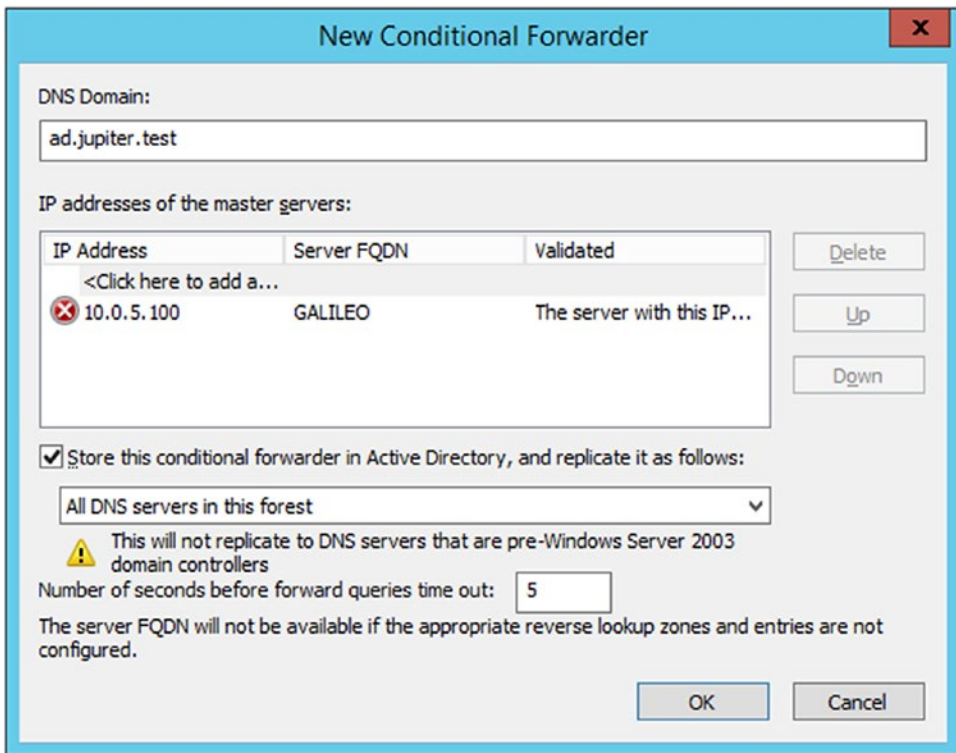 New Conditional Forwarder
x
DNS Domain:
ad.jupiter.test
IP addresses of the master servers:
IP Address Server FQDN Validated
<Click here to add a...
10.0.5.100 GALILEO The server with this IP...
Delete
Up
Down
Store this conditional forwarder in Active Directory, and replicate it as follows:
All DNS servers in this forest
This will not replicate to DNS servers that are pre-Windows Server 2003
domain controllers
Number of seconds before forward queries time out: 5
The server FQDN will not be available if the appropriate reverse lookup zones and entries are not
configured.
OK Cancel